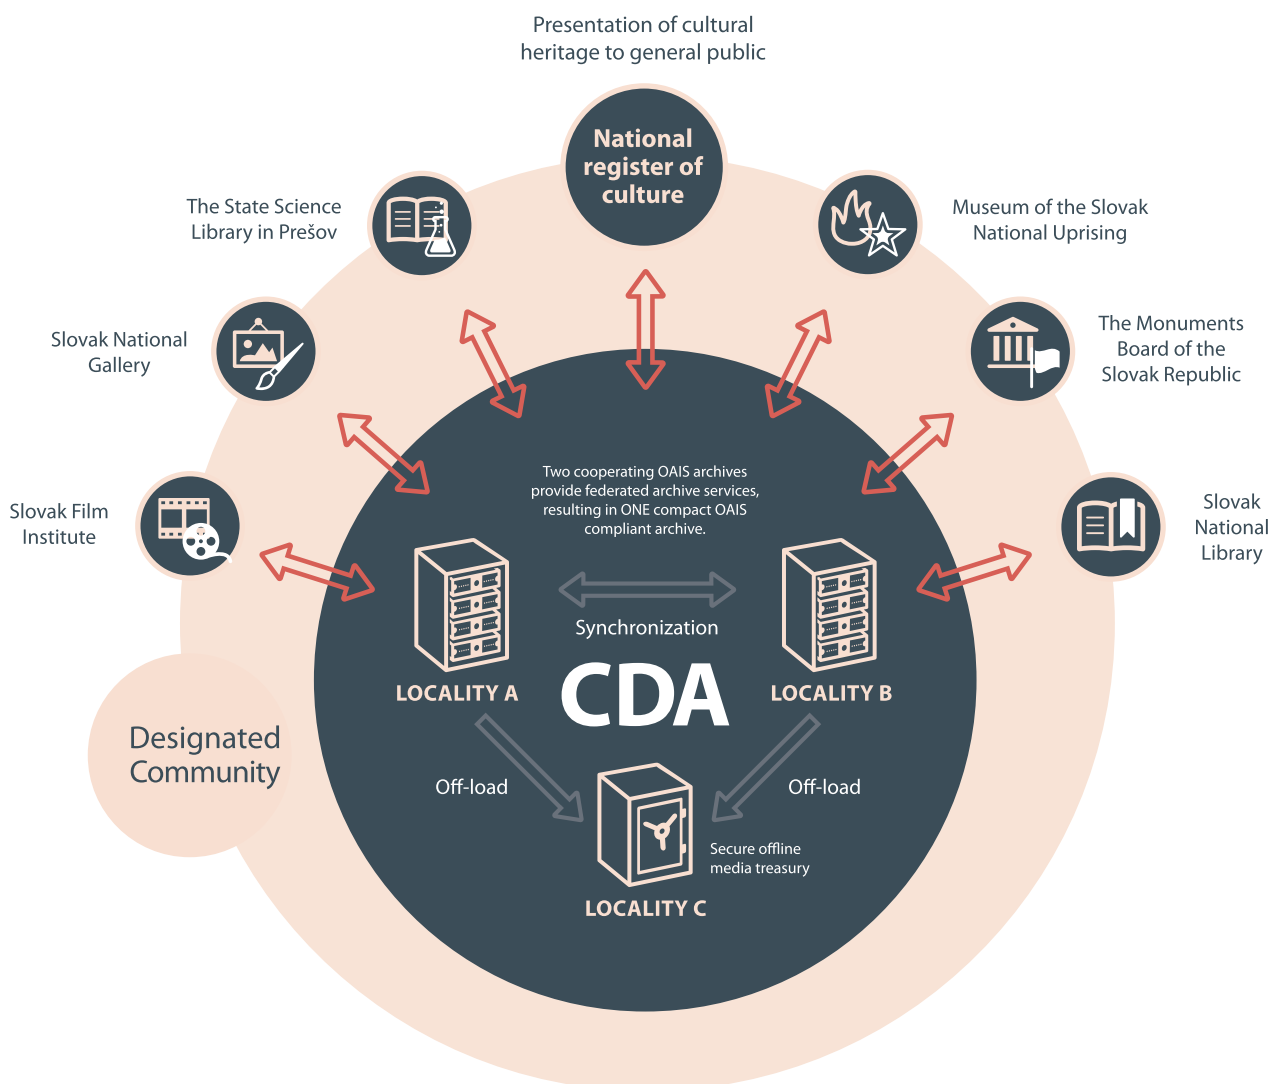 Presentation of cultural
heritage to general public
National
register of
culture
The State Science
Library in Prešov
Museum of the Slovak
National Uprising
Slovak National
Gallery
The Monuments
Board of the
Slovak Republic
Slovak Film
Institute
Slovak
National
Library
Two cooperating OAIS archives
provide federated archive services,
resulting in ONE compact OAIS
compliant archive.
Synchronization
CDA
LOCALITY A
LOCALITY B
Designated
Community
Off-load
Off-load
Secure offline
media treasury
LOCALITY C